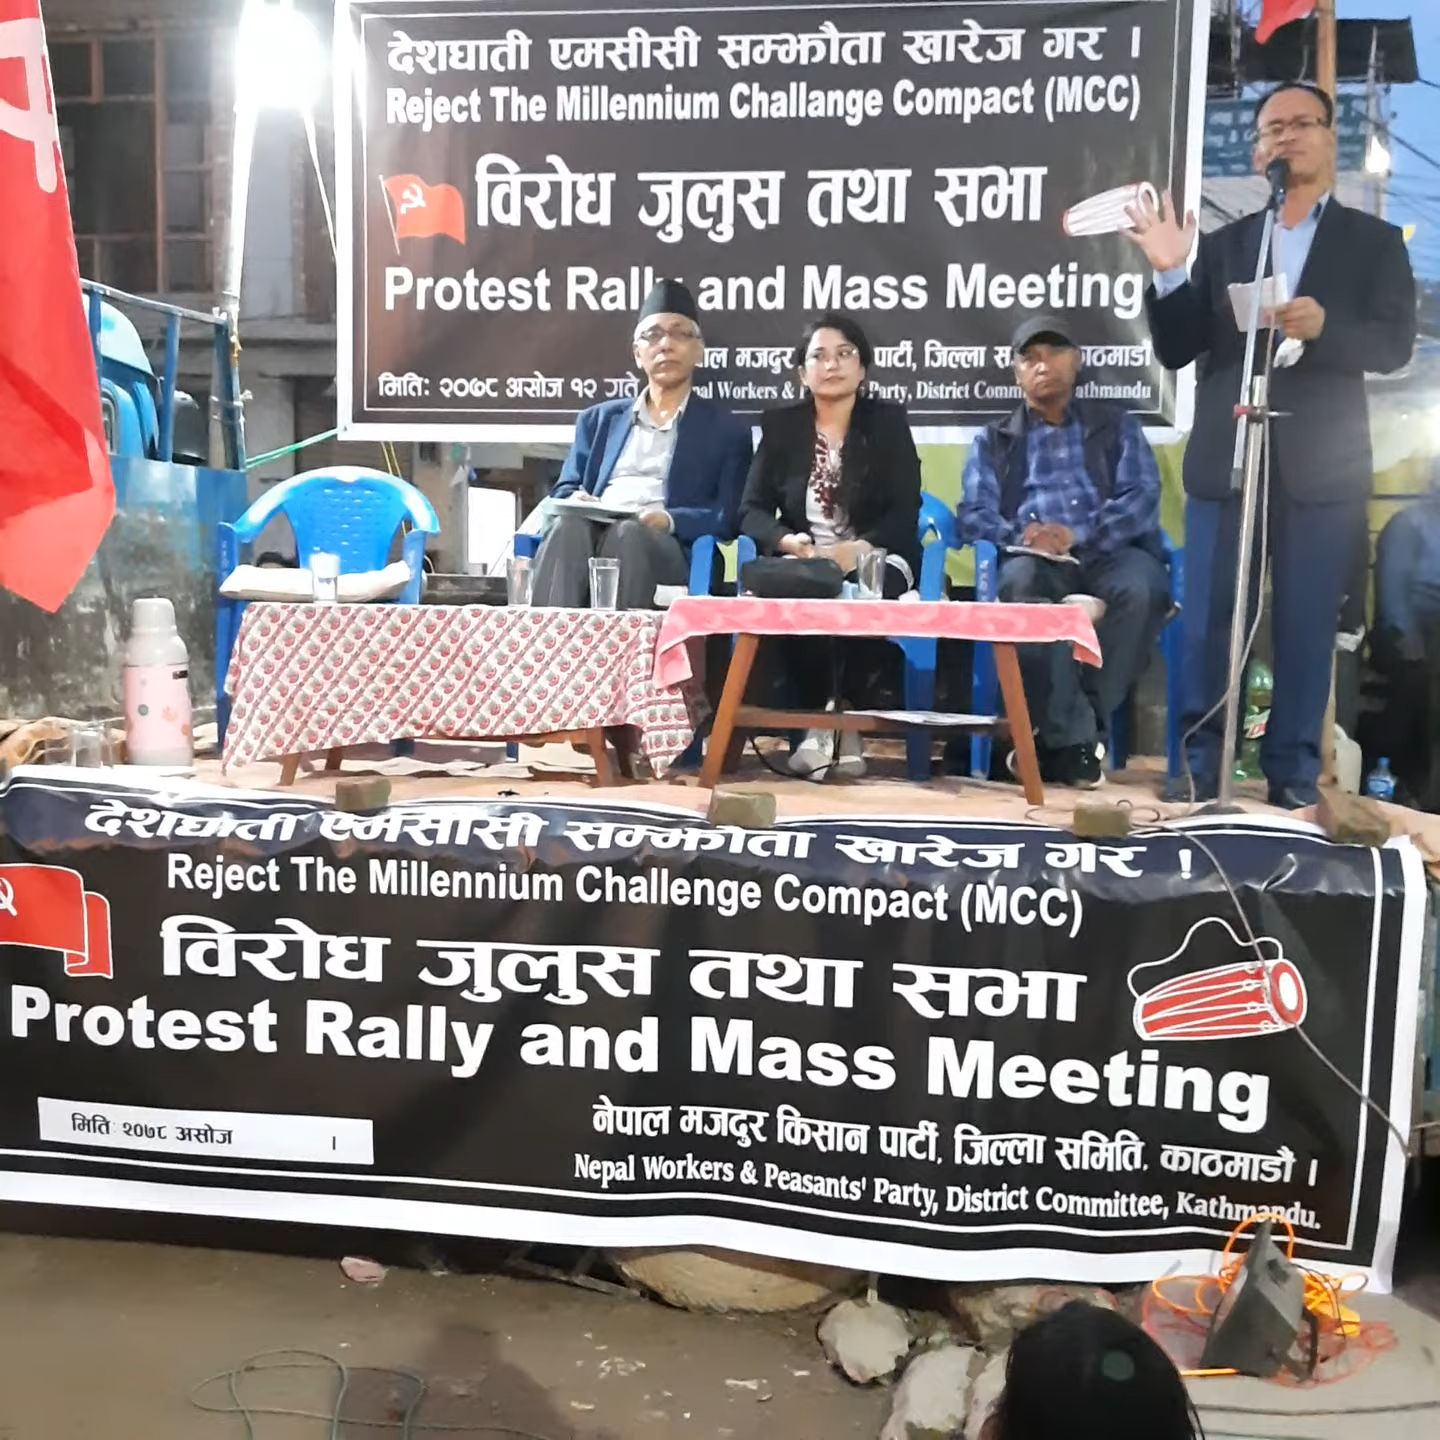 देशघाती एमसीसी सम्झौता खारेज गर ।
Reject The Millennium Challange Compact (MCC)
विरोध जुलुस तथा सभा
Protest Rally and Mass Meeting
मजदुर पार्टी, जिल्ला
मितिः २०७८ असोज १२ गते
Workers & Party, District
देशघाती एमसीसी सम्झौता खारेज गर !
Reject The Millennium Challenge Compact (MCC)
विरोध जुलुस तथा सभा
Protest Rally and Mass Meeting
मिति: २०७८ असोज ।
नेपाल मजदुर किसान पार्टी, जिल्ला समिति, काठमाडौं ।
Nepal Workers & Peasants' Party, District Committee, Kathmandu.